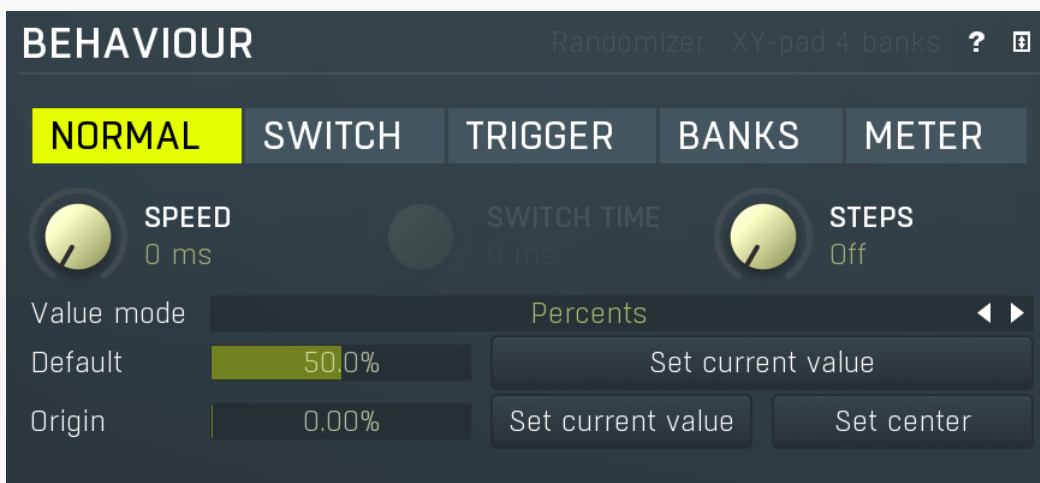 BEHAVIOUR Randomizer XY-pad 4 banks ?
NORMAL SWITCH TRIGGER BANKS METER
SPEED SWITCH TIME STEPS
0 ms 0 ms Off
Value mode Percents
Default 50.0% Set current value
Origin 0.00% Set current value Set center